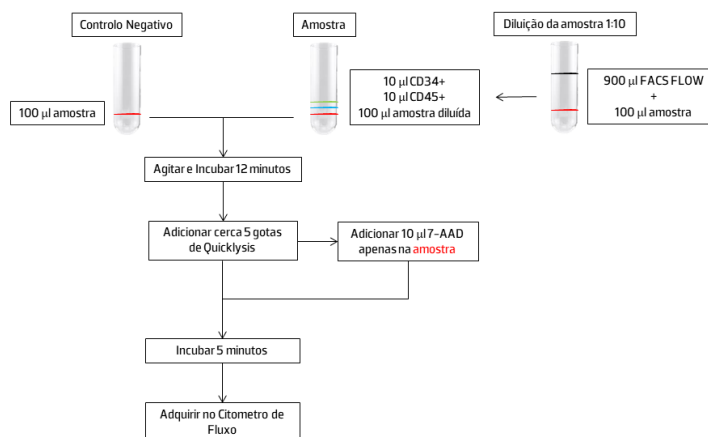 Controlo Negativo
Amostra
Diluição da amostra 1:10
100 µl amostra
10 µl CD34+
10 µl CD45+
100 µl amostra diluída
900 µl FACS FLOW
+
100 µl amostra
Agitar e Incubar 12 minutos
Adicionar cerca 5 gotas
de Quicklysis
Adicionar 10 µl 7-AAD
apenas na amostra
Incubar 5 minutos
Adquirir no Citometro de
Fluxo